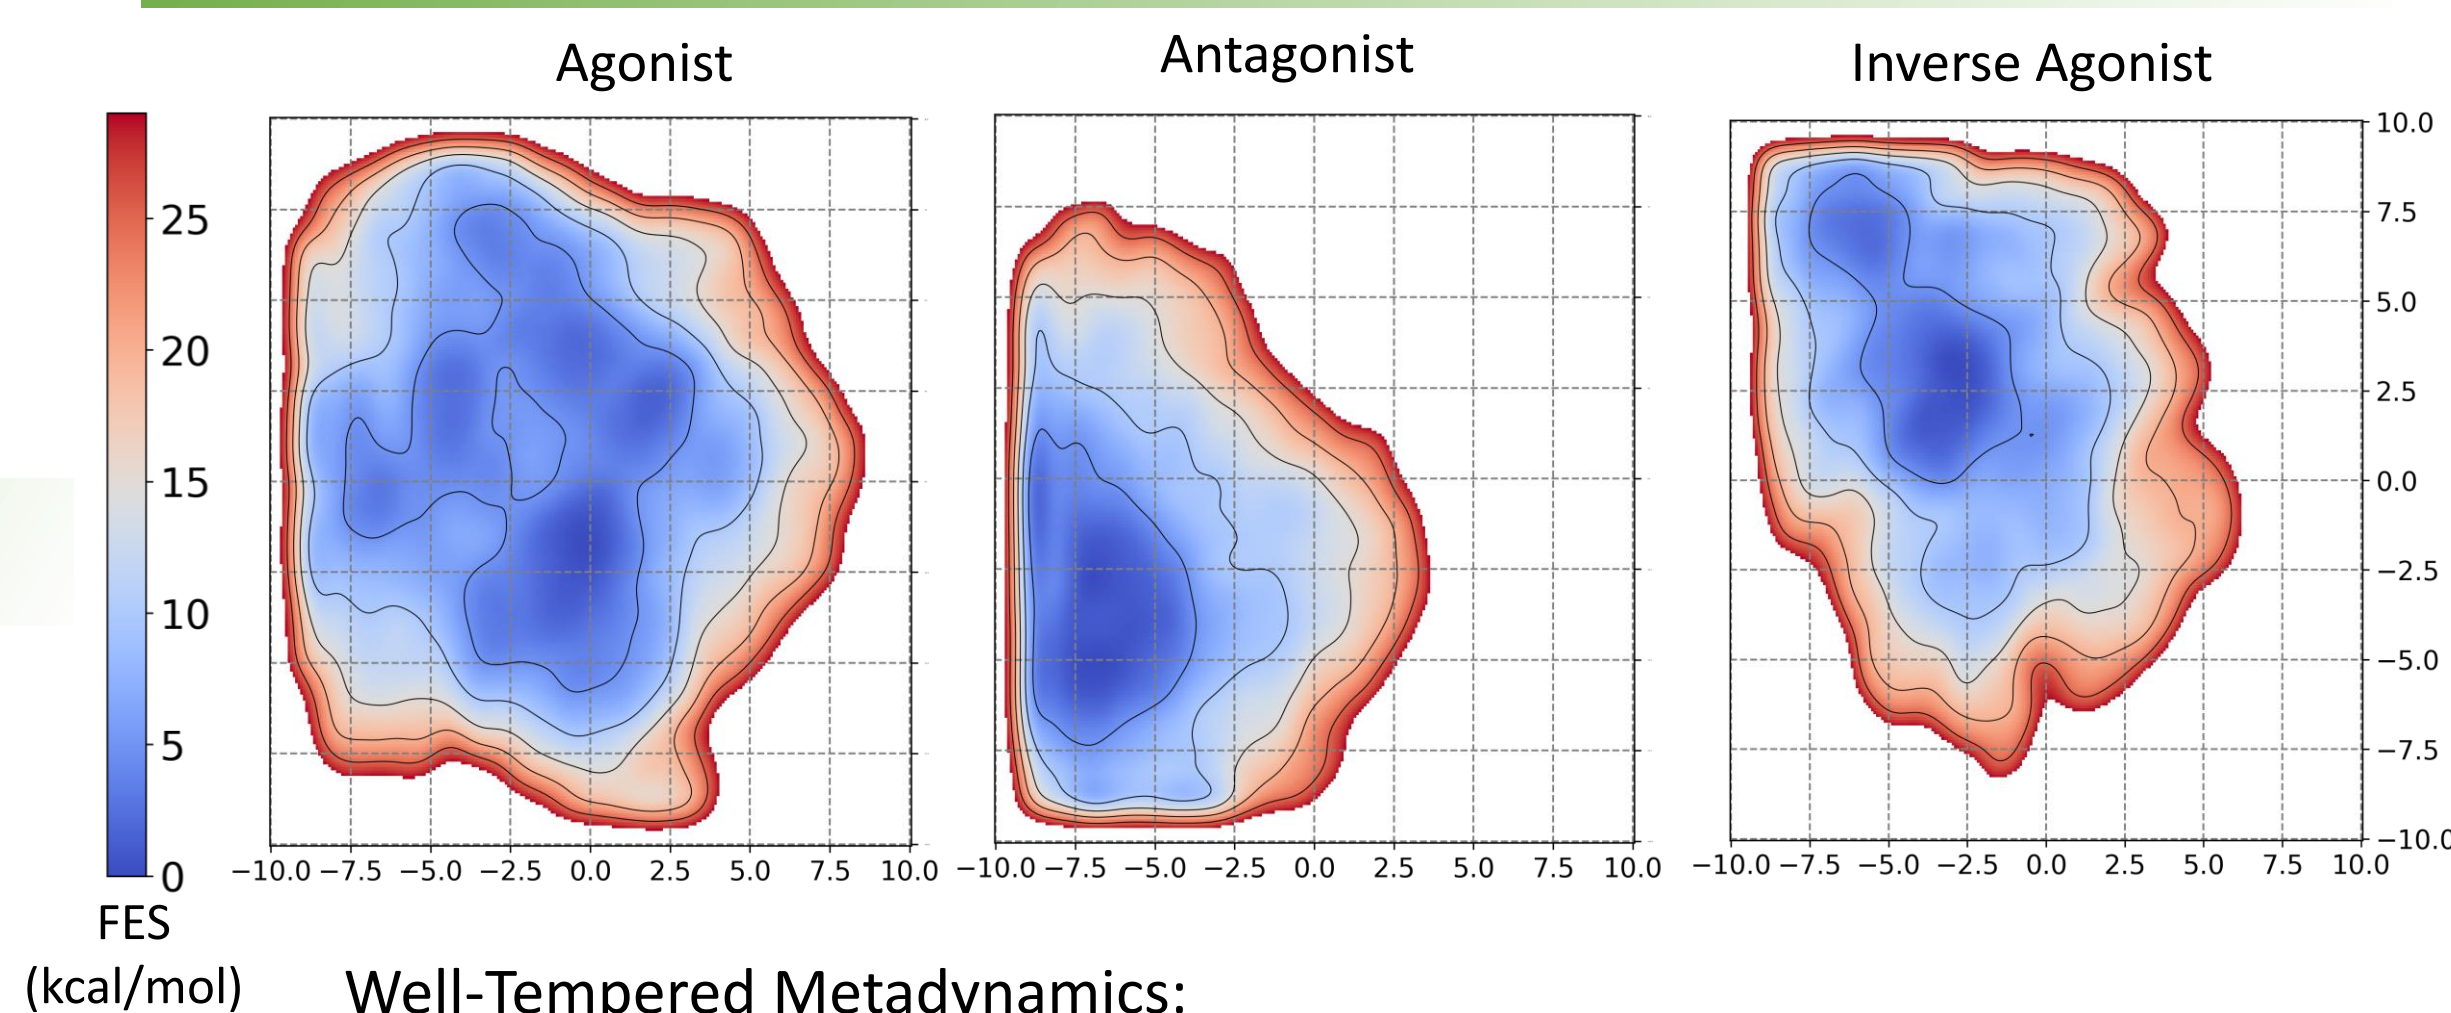 Agonist
Antagonist
Inverse Agonist
25
20
15
10
5
0
FES
(kcal/mol)
−10.0 −7.5 −5.0 −2.5 0.0 2.5 5.0 7.5 10.0
−10.0 −7.5 −5.0 −2.5 0.0 2.5 5.0 7.5 10.0
−10.0 −7.5 −5.0 −2.5 0.0 2.5 5.0 7.5 10.0
10.0
7.5
5.0
2.5
0.0
−2.5
−5.0
−7.5
−10.0
Well-Tempered Metadynamics: